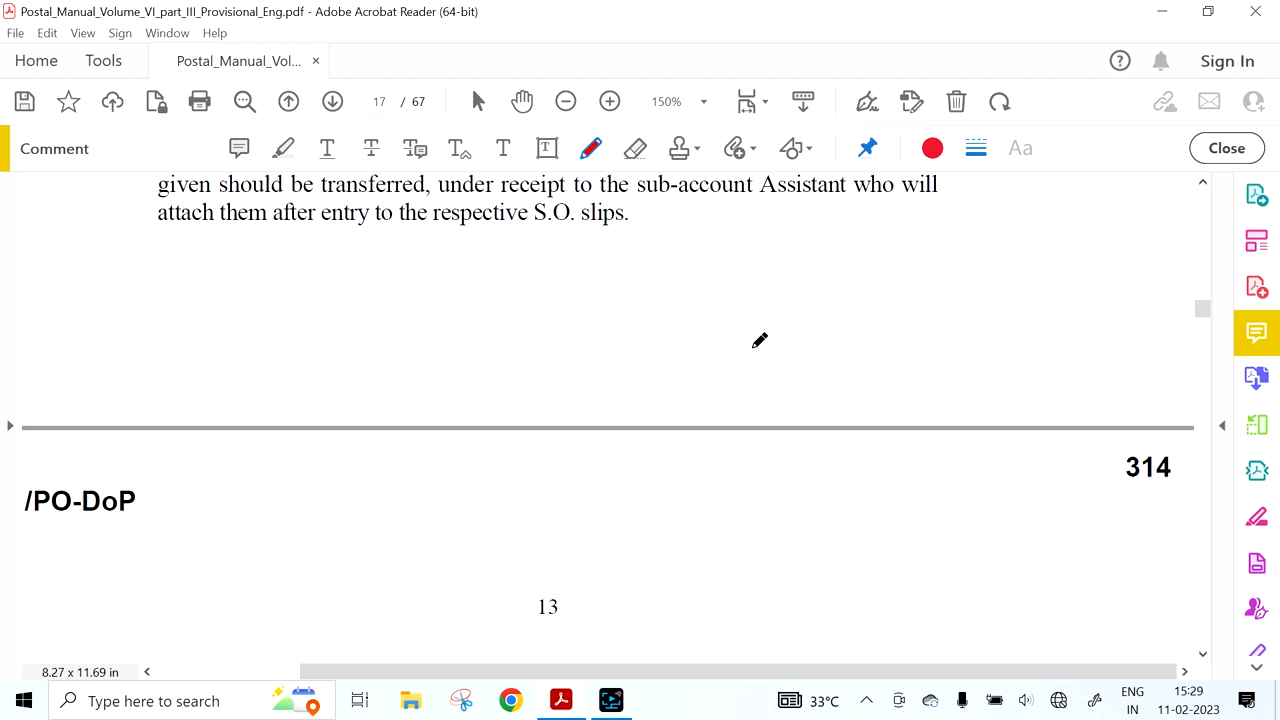 Postal_Manual_Volume_VI_part_III_Provisional_Eng.pdf - Adobe Acrobat Reader (64-bit)
File Edit View Sign Window Help
Home Tools Postal_Manual_Vol... × Sign In
17 / 67 150%
Comment Aa Close
given should be transferred, under receipt to the sub-account Assistant who will
attach them after entry to the respective S.O. slips.
314
/PO-DoP
13
8.27 x 11.69 in
Type here to search 33°C ENG IN 15:29 11-02-2023